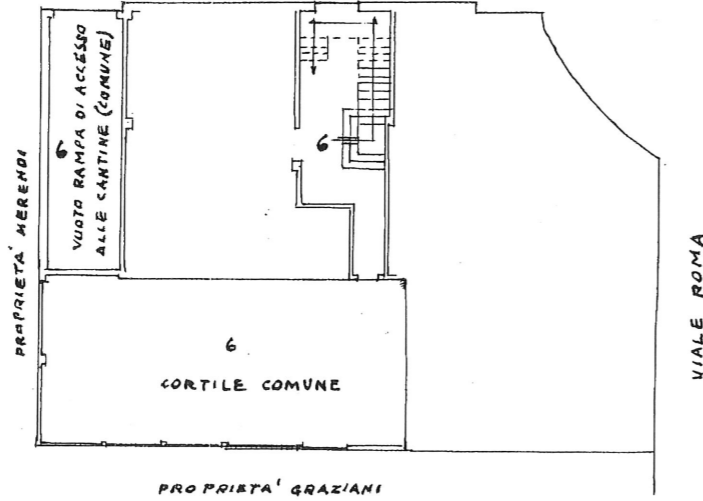 6
VUOTO RAMPA DI ACCESSO
ALLE CANTINE (COMUNE)
6
PROPRIETA' MERENDI
VIALE ROMA
6
CORTILE COMUNE
PROPRIETA' GRAZIANI